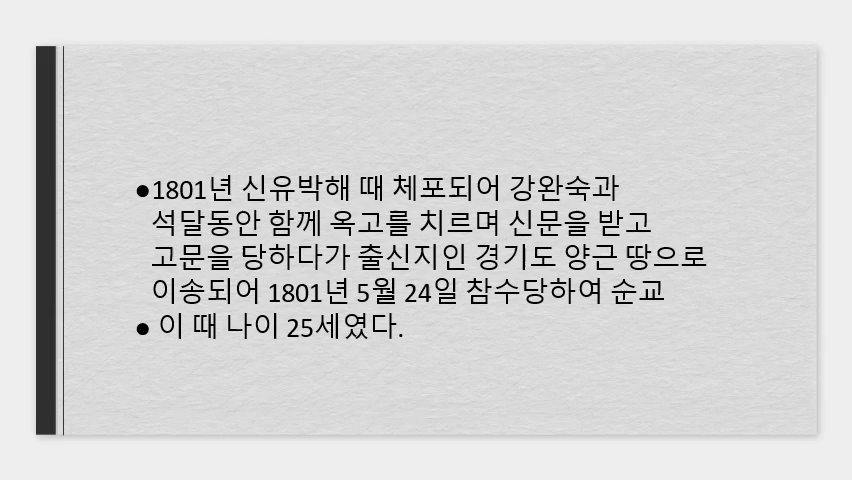 ●1801년 신유박해 때 체포되어 강완숙과
석달동안 함께 옥고를 치르며 신문을 받고
고문을 당하다가 출신지인 경기도 양근 땅으로
이송되어 1801년 5월 24일 참수당하여 순교
● 이 때 나이 25세였다.